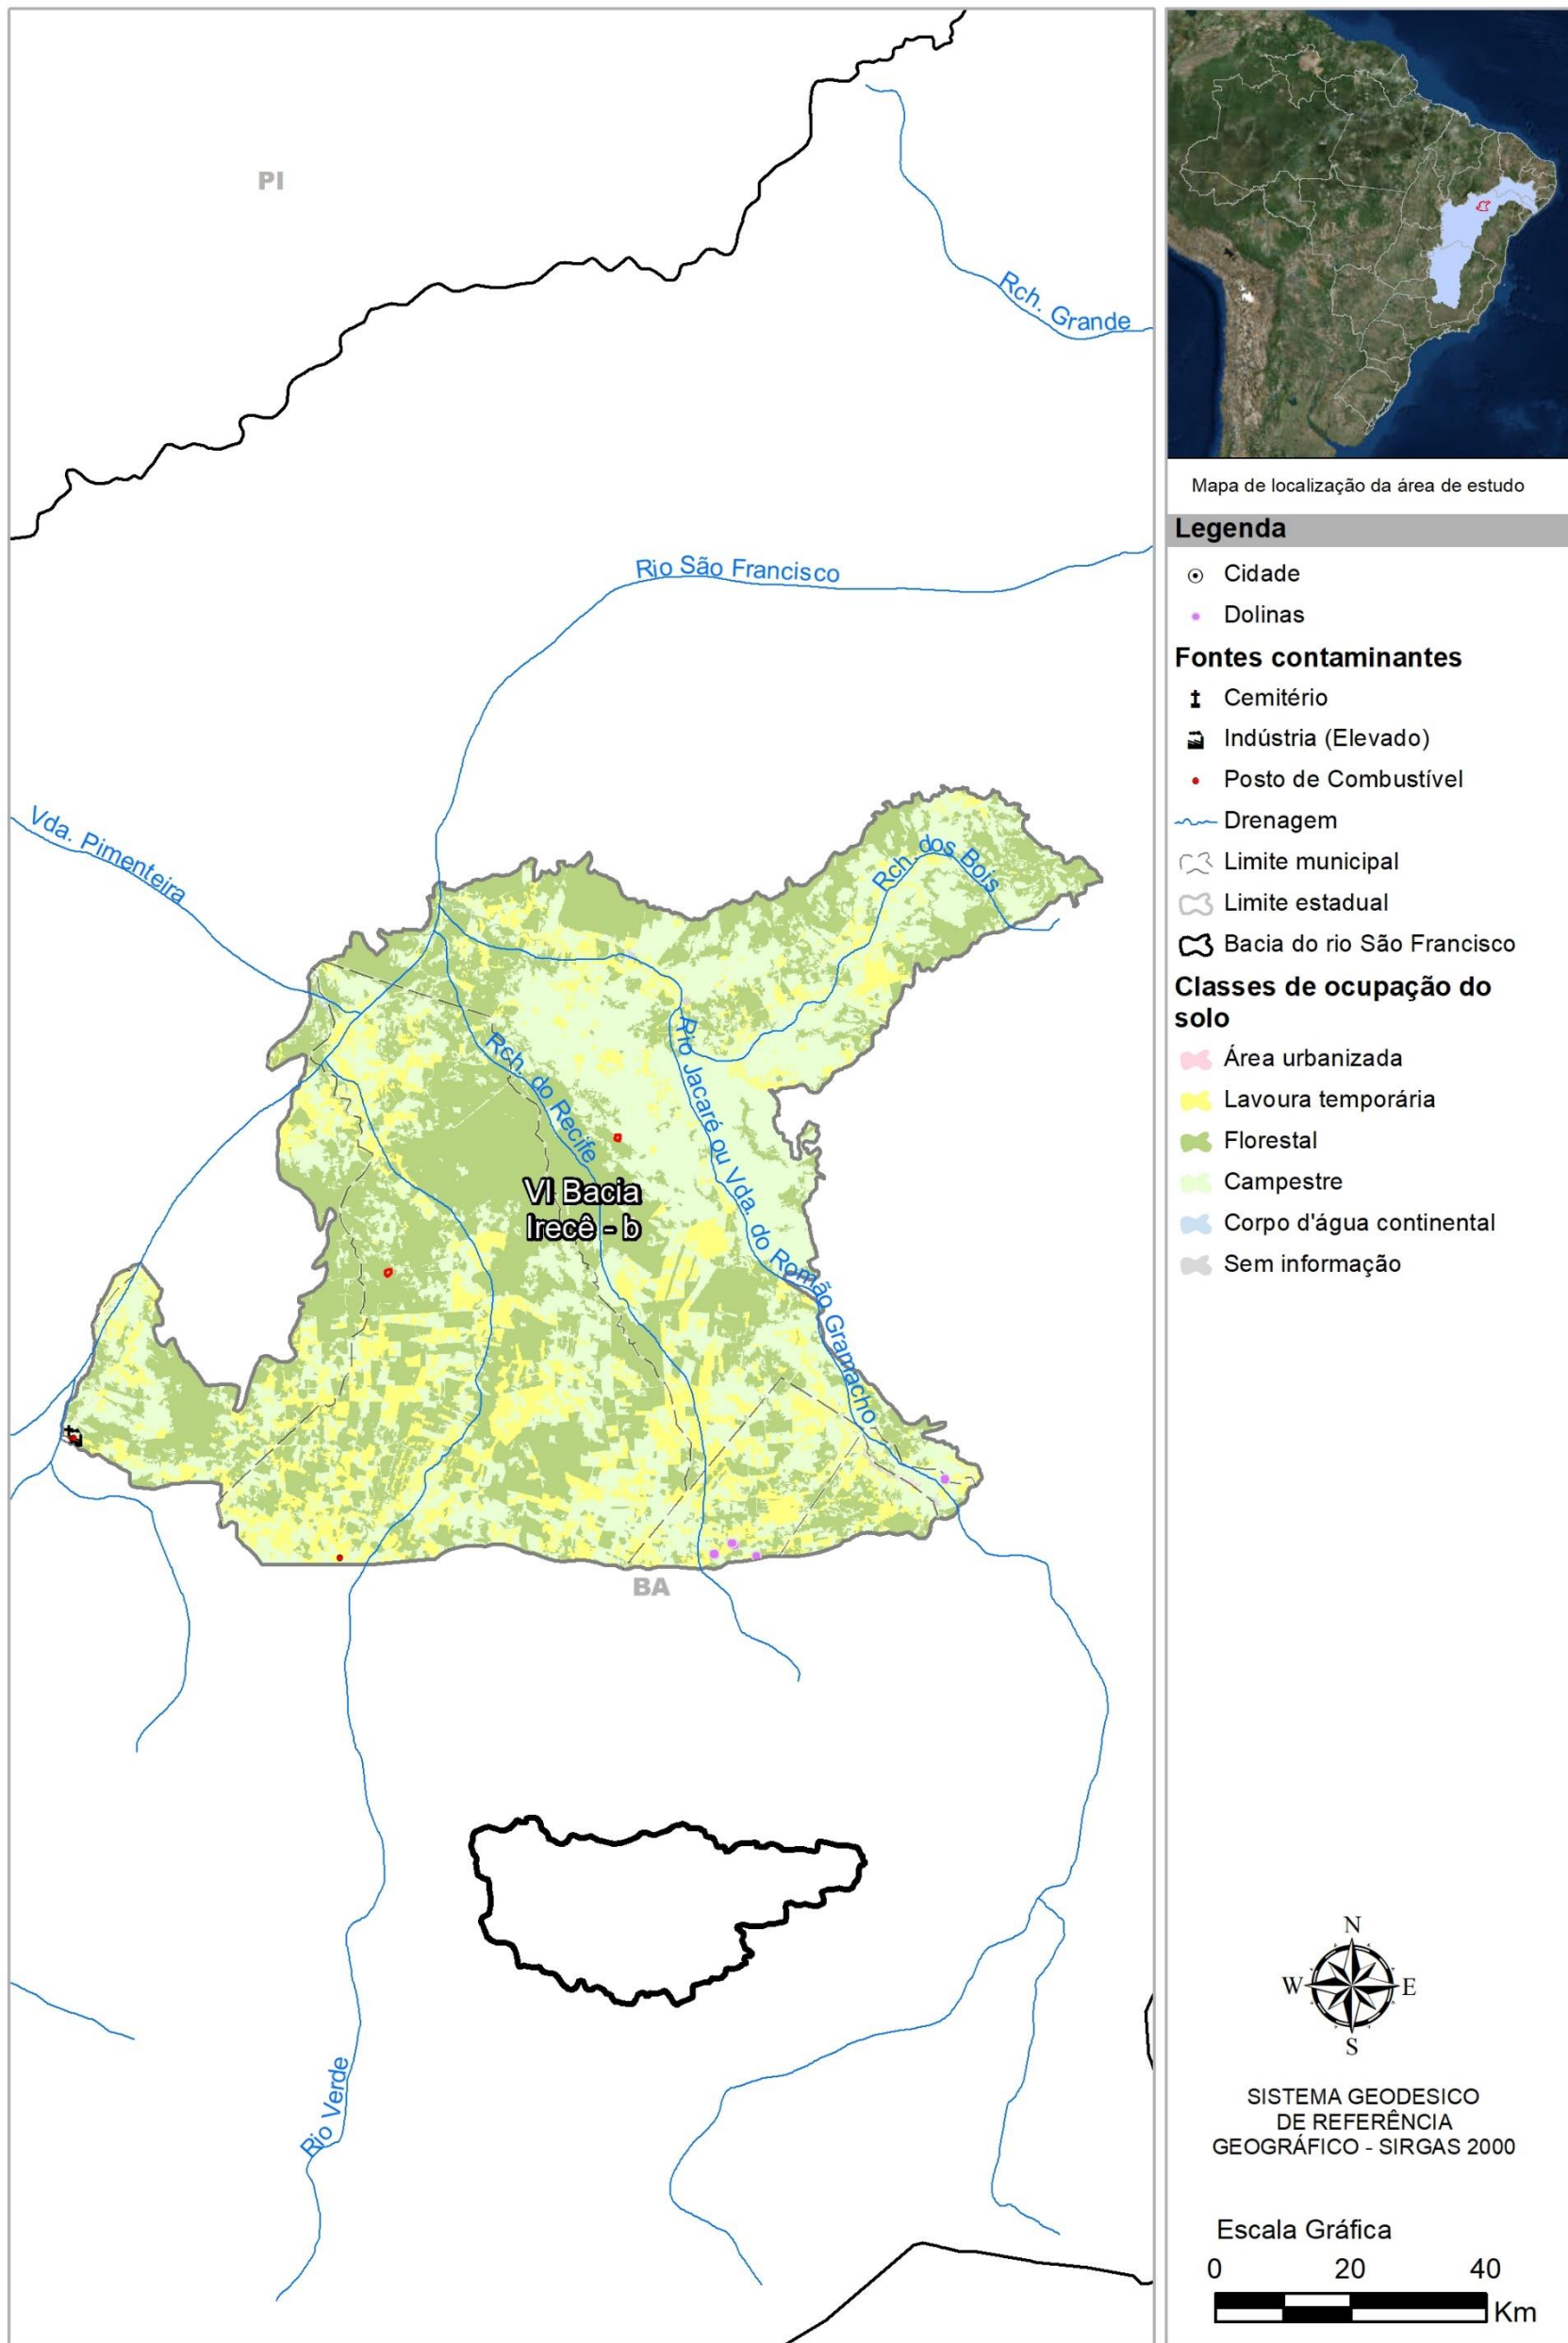 PI
Rch. Grande
Rio São Francisco
Vda. Pimenteira
Rch. dos Bois
Rch. do Recife
Rio Jacaré ou Vda. do Romão Gramacho
VI Bacia
Irecê - b
BA
Rio Verde
Mapa de localização da área de estudo
Legenda
Cidade
Dolinas
Fontes contaminantes
Cemitério
Indústria (Elevado)
Posto de Combustível
Drenagem
Limite municipal
Limite estadual
Bacia do rio São Francisco
Classes de ocupação do
solo
Área urbanizada
Lavoura temporária
Florestal
Campestre
Corpo d'água continental
Sem informação
N
W
E
S
SISTEMA GEODESICO
DE REFERÊNCIA
GEOGRÁFICO - SIRGAS 2000
Escala Gráfica
0 20 40
Km